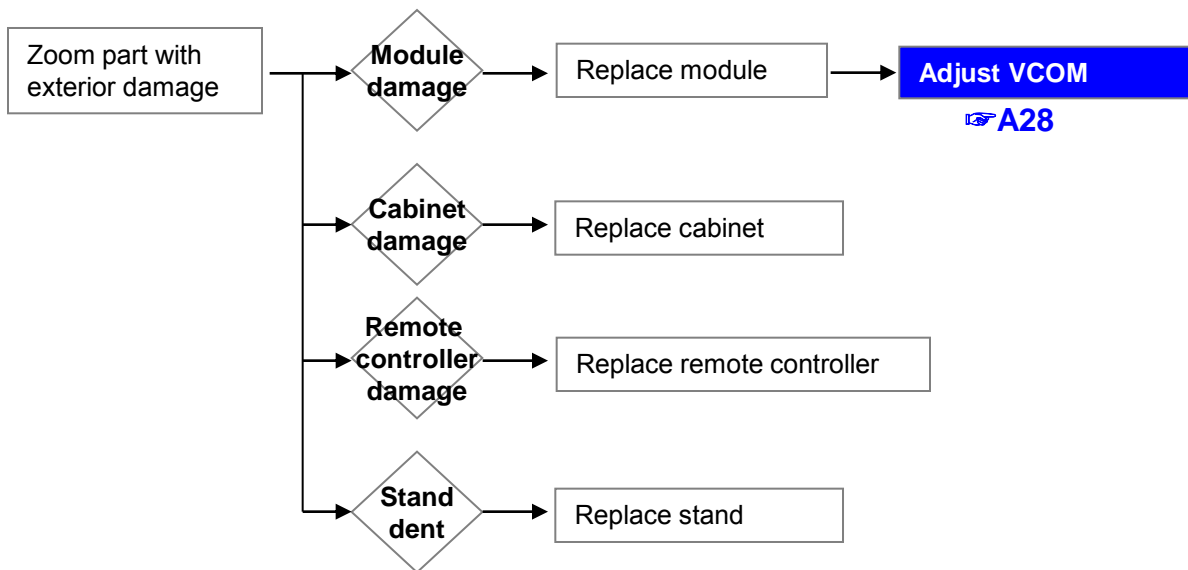 Zoom part with
exterior damage
Module
damage
Replace module
Adjust VCOM
☞A28
Cabinet
damage
Replace cabinet
Remote
controller
damage
Replace remote controller
Stand
dent
Replace stand